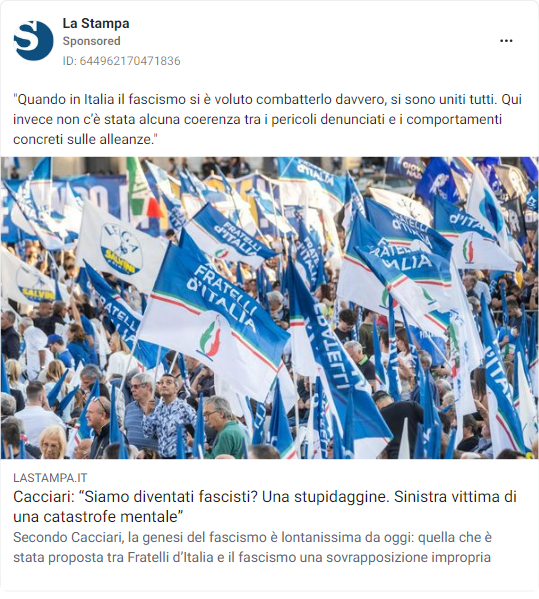 La Stampa
Sponsored
ID: 644962170471836
"Quando in Italia il fascismo si è voluto combatterlo davvero, si sono uniti tutti. Qui
invece non c’è stata alcuna coerenza tra i pericoli denunciati e i comportamenti
concreti sulle alleanze."
d'ITALIA
FRATELLI
d'ITALIA
SALVINI
FRATELLI
D'ITALIA
FRATELLI
D'ITALIA
LASTAMPA.IT
Cacciari: “Siamo diventati fascisti? Una stupidaggine. Sinistra vittima di
una catastrofe mentale”
Secondo Cacciari, la genesi del fascismo è lontanissima da oggi: quella che è
stata proposta tra Fratelli d’Italia e il fascismo una sovrapposizione impropria